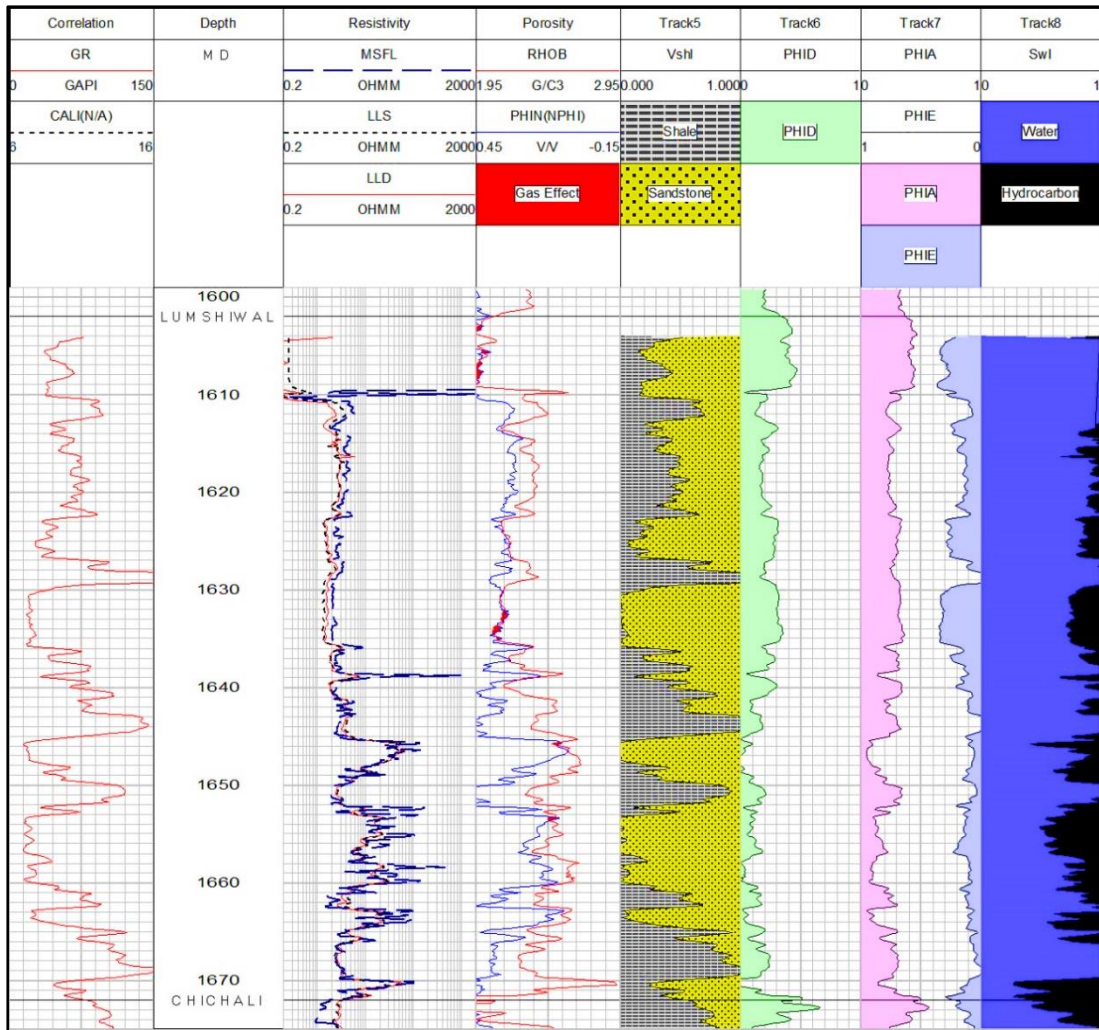 Correlation Depth Resistivity Porosity Track5 Track6 Track7 Track8
GR MD MSFL RHOB Vshl PHID PHIA Swl
0 GAPI 150 0.2 OHMM 2000 1.95 G/C3 2.95 0.000 1.000 0 1 0 1 0 1
CALI(N/A) LLS PHIN(NPHI) Shale PHID PHIE Water
6 16 0.2 OHMM 2000 0.45 V/V -0.15 1 0
LLD Gas Effect Sandstone PHIA Hydrocarbon
0.2 OHMM 2000
PHIE
1600
LUMSHIWAL
1610
1620
1630
1640
1650
1660
1670
CHICHALI